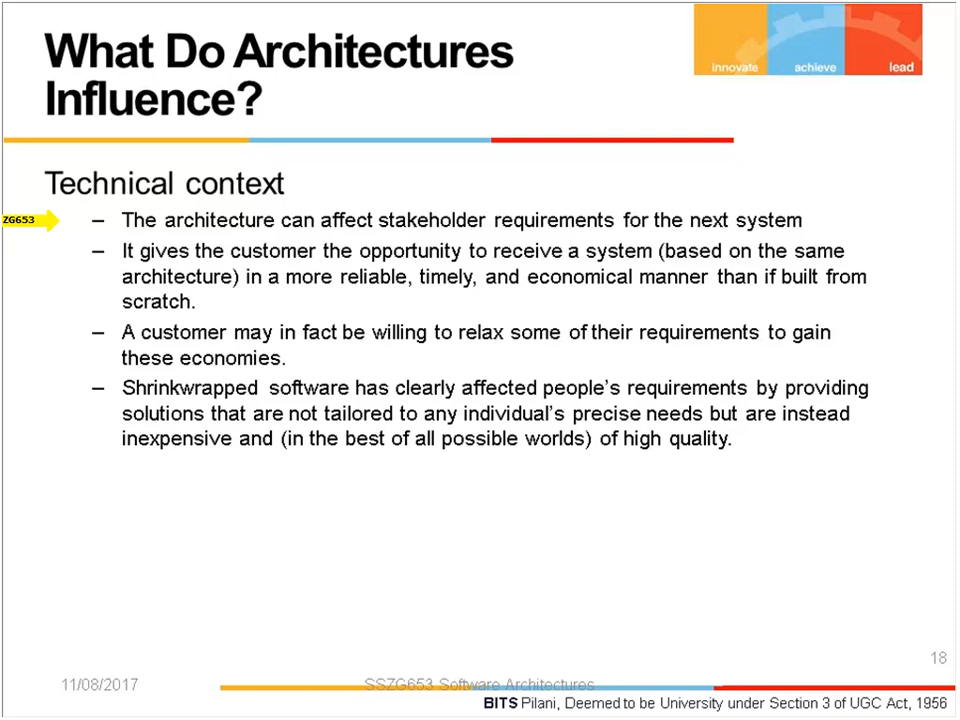 What Do Architectures
Influence?
innovate achieve lead
Technical context
ZG653
– The architecture can affect stakeholder requirements for the next system
– It gives the customer the opportunity to receive a system (based on the same
architecture) in a more reliable, timely, and economical manner than if built from
scratch.
– A customer may in fact be willing to relax some of their requirements to gain
these economies.
– Shrinkwrapped software has clearly affected people's requirements by providing
solutions that are not tailored to any individual's precise needs but are instead
inexpensive and (in the best of all possible worlds) of high quality.
18
11/08/2017 SSZG653 Software Architectures
BITS Pilani, Deemed to be University under Section 3 of UGC Act, 1956